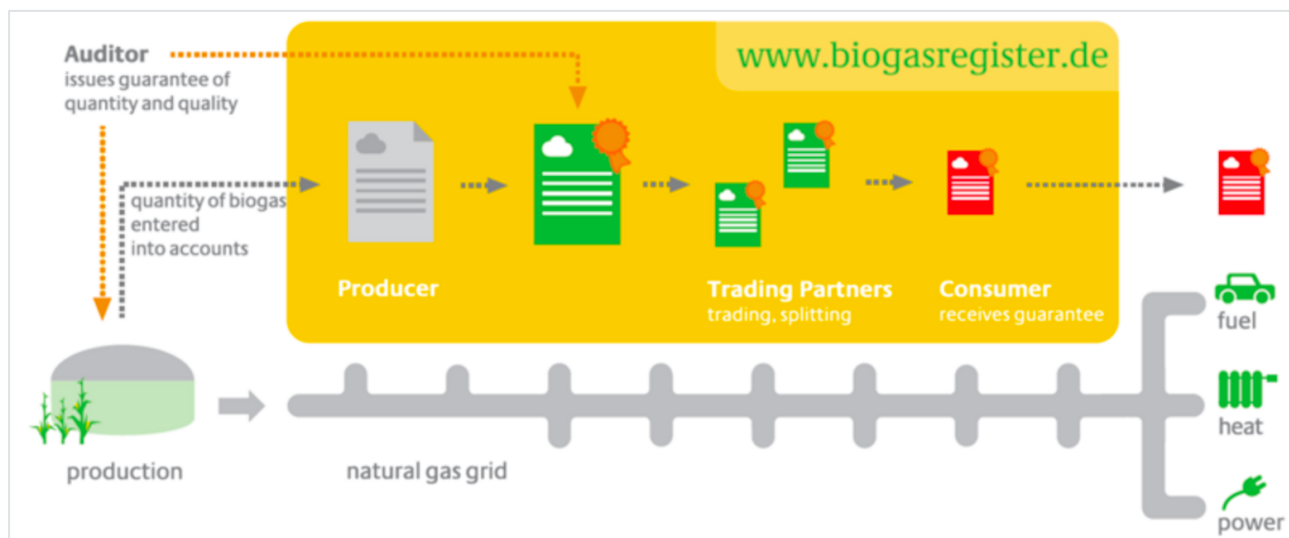 Auditor
issues guarantee of
quantity and quality
www.biogasregister.de
quantity of biogas
entered
into accounts
Producer
Trading Partners
trading, splitting
Consumer
receives guarantee
fuel
heat
power
production
natural gas grid